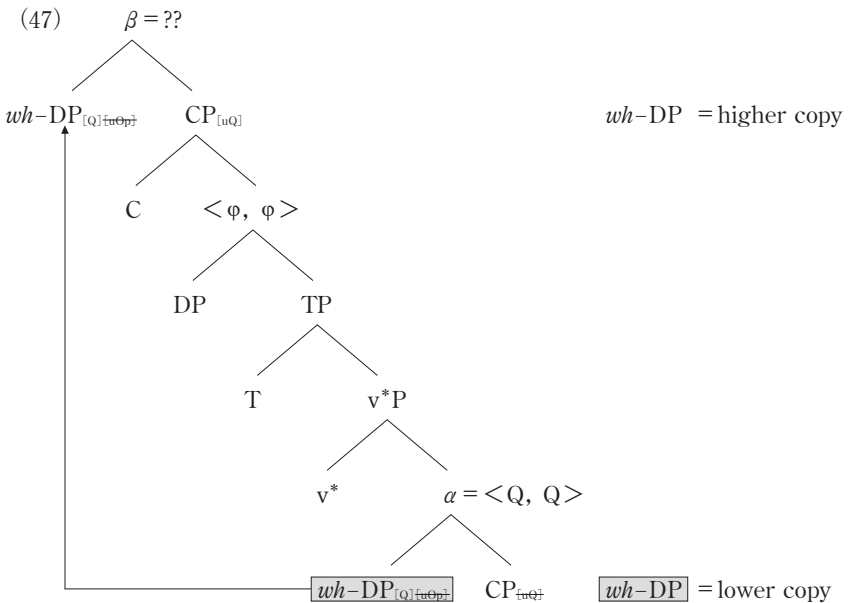 (47) β = ??
wh-DP[Q][uOp] CP[uQ] wh-DP = higher copy
C <φ, φ>
DP TP
T v*P
v* α = <Q, Q>
wh-DP[Q][uOp] CP[uQ] wh-DP = lower copy